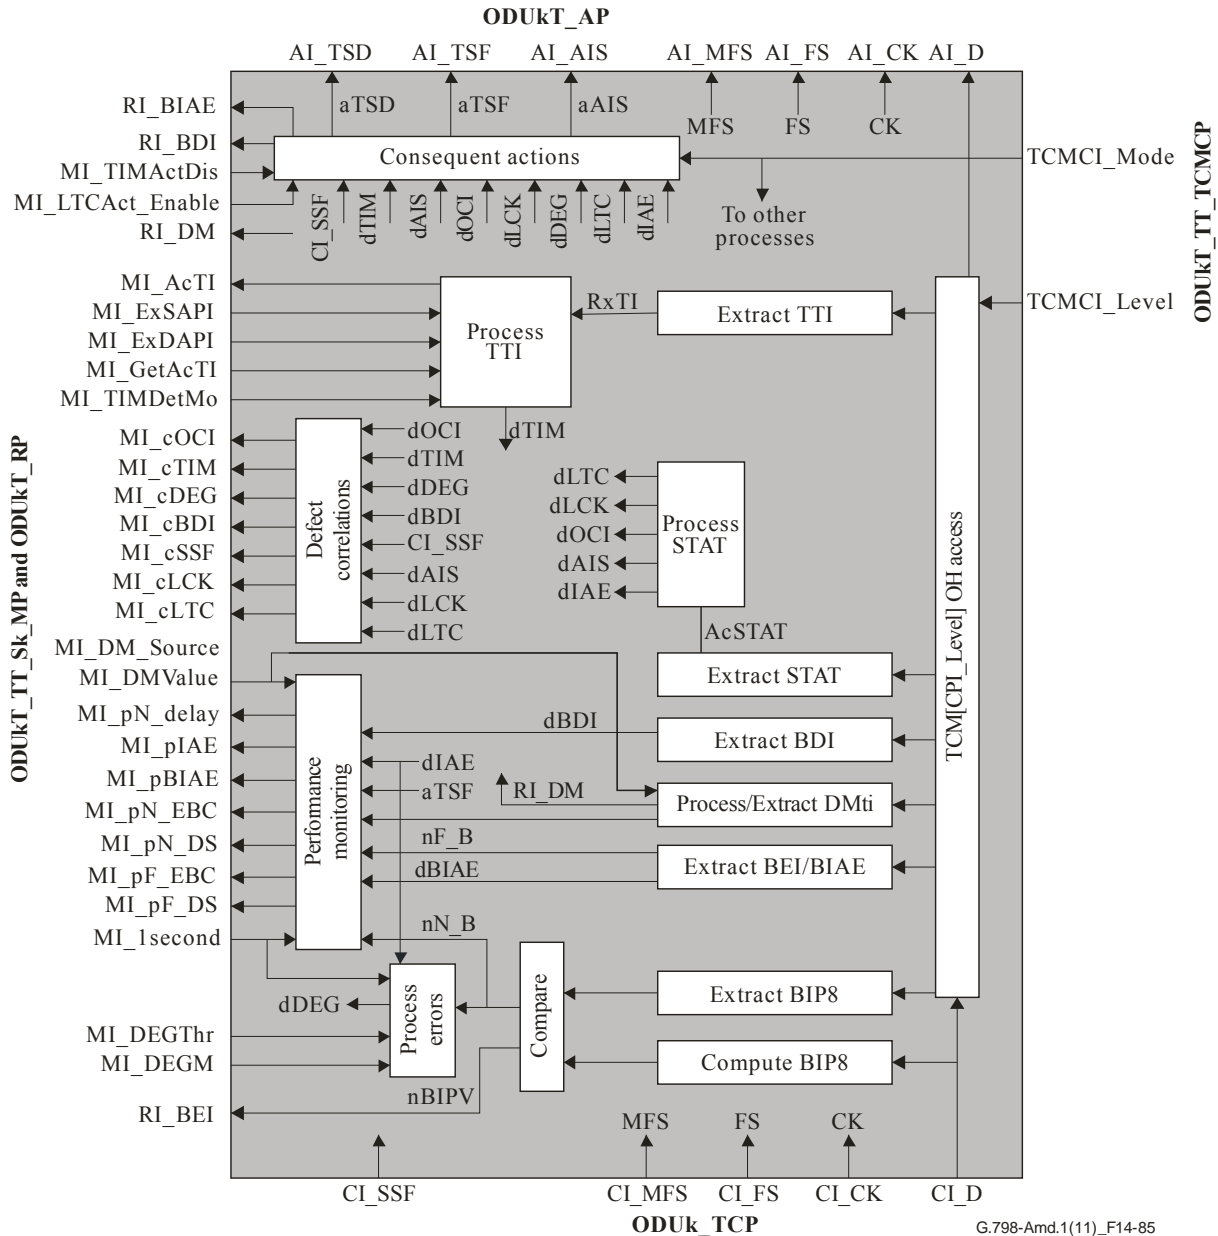 ODUkT_AP
AI_TSD AI_TSF AI_AIS AI_MFS AI_FS AI_CK AI_D
RI_BIAE
aTSD aTSF aAIS
MFS FS CK
RI_BDI
Consequent actions
TCMCI_Mode
MI_TIMActDis
MI_LTCAct_Enable
RI_DM
CI_SSF
dTIM
dAIS
dOCI
dLCK
dDEG
dLTC
dIAE
To other
processes
ODUkT_TT_TCMCP
MI_AcTI
MI_ExSAPI
MI_ExDAPI
MI_GetAcTI
MI_TIMDetMo
Process
TTI
RxTI
Extract TTI
TCMCI_Level
dTIM
ODUkT_TT_Sk_MP and ODUkT_RP
MI_cOCI
MI_cTIM
MI_cDEG
MI_cBDI
MI_cSSF
MI_cLCK
MI_cLTC
Defect
correlations
dOCI
dTIM
dDEG
dBDI
CI_SSF
dAIS
dLCK
dLTC
dLTC
dLCK
dOCI
dAIS
dIAE
Process
STAT
AcSTAT
TCM[CPI_Level] OH access
MI_DM_Source
MI_DMValue
Extract STAT
MI_pN_delay
MI_pIAE
MI_pBIAE
MI_pN_EBC
MI_pN_DS
MI_pF_EBC
MI_pF_DS
MI_1second
Performance
monitoring
dBDI
Extract BDI
dIAE
aTSF
RI_DM
Process/Extract DMti
nF_B
dBIAE
Extract BEI/BIAE
nN_B
dDEG
Process
errors
Compare
Extract BIP8
MI_DEGThr
MI_DEGM
Compute BIP8
nBIPV
RI_BEI
MFS FS CK
CI_SSF CI_MFS CI_FS CI_CK CI_D
ODUk_TCP
G.798-Amd.1(11)_F14-85